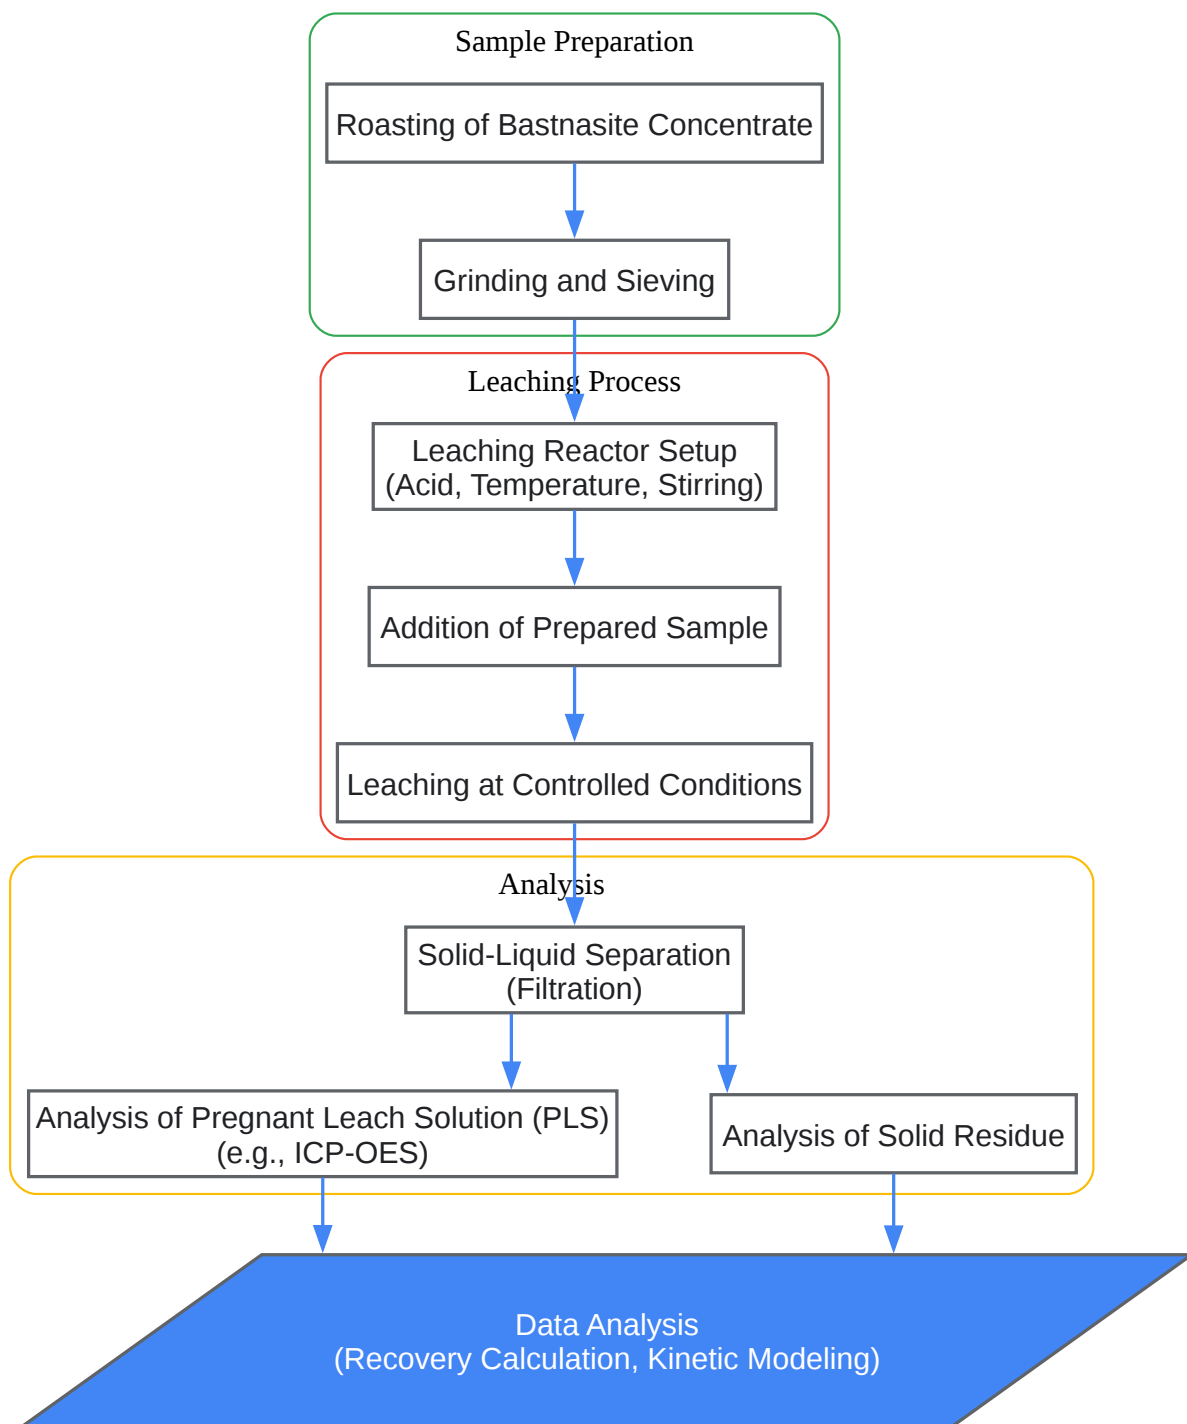 Sample Preparation
Roasting of Bastnasite Concentrate
Grinding and Sieving
Leaching Process
Leaching Reactor Setup
(Acid, Temperature, Stirring)
Addition of Prepared Sample
Leaching at Controlled Conditions
Analysis
Solid-Liquid Separation
(Filtration)
Analysis of Pregnant Leach Solution (PLS)
(e.g., ICP-OES)
Analysis of Solid Residue
Data Analysis
(Recovery Calculation, Kinetic Modeling)